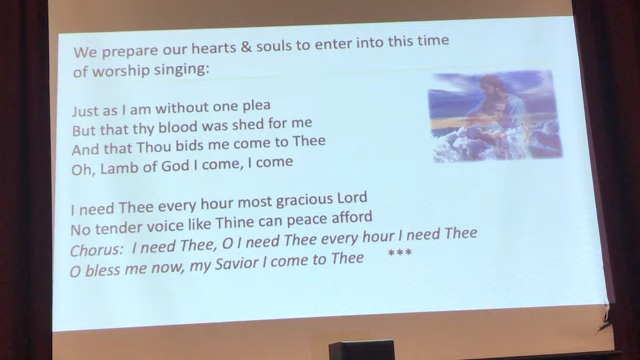 We prepare our hearts & souls to enter into this time
of worship singing:
Just as I am without one plea
But that thy blood was shed for me
And that Thou bids me come to Thee
Oh, Lamb of God I come, I come
I need Thee every hour most gracious Lord
No tender voice like Thine can peace afford
Chorus: I need Thee, O I need Thee every hour I need Thee
O bless me now, my Savior I come to Thee ***